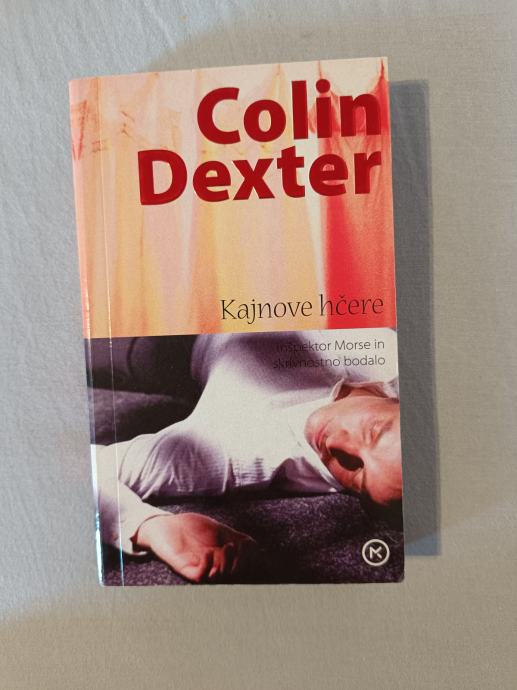 Colin
Dexter
Kajnove hčere
Inšpektor Morse in
skrivnostno bodalo